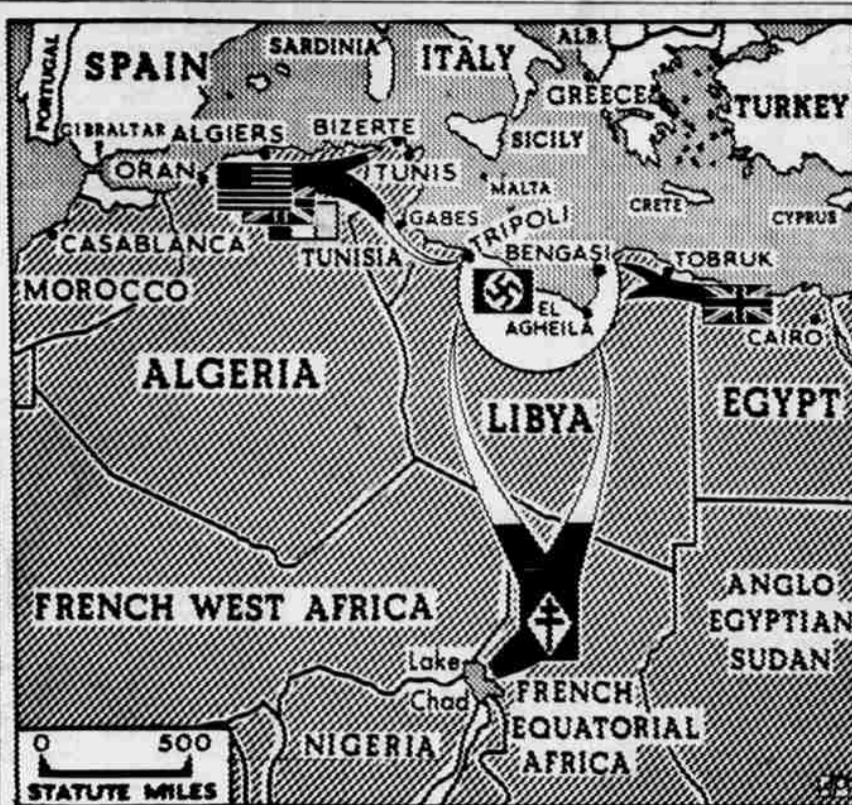 PORTUGAL
SPAIN
SARDINIA
ITALY
ALB.
GREECE
TURKEY
GIBRALTAR
ALGIERS
BIZERTE
SICILY
ORAN
TUNIS
MALTA
CRETE
CYPRUS
GABES
TRIPOLI
CASABLANCA
TUNISIA
BENGASI
TOBRUK
MOROCCO
EL
AGHEILA
CAIRO
ALGERIA
LIBYA
EGYPT
FRENCH WEST AFRICA
ANGLO
EGYPTIAN
SUDAN
Lake
Chad
FRENCH
EQUATORIAL
AFRICA
NIGERIA
0 500
STATUTE MILES